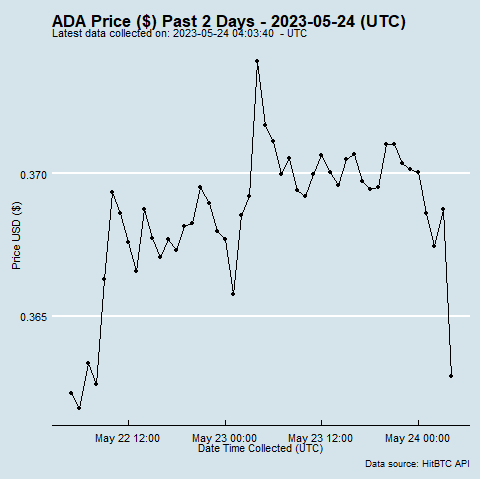 ADA Price ($) Past 2 Days - 2023-05-24 (UTC)
Latest data collected on: 2023-05-24 04:03:40  - UTC
0.370
0.365
Price USD ($)
May 22 12:00
May 23 00:00
May 23 12:00
May 24 00:00
Date Time Collected (UTC)
Data source: HitBTC API